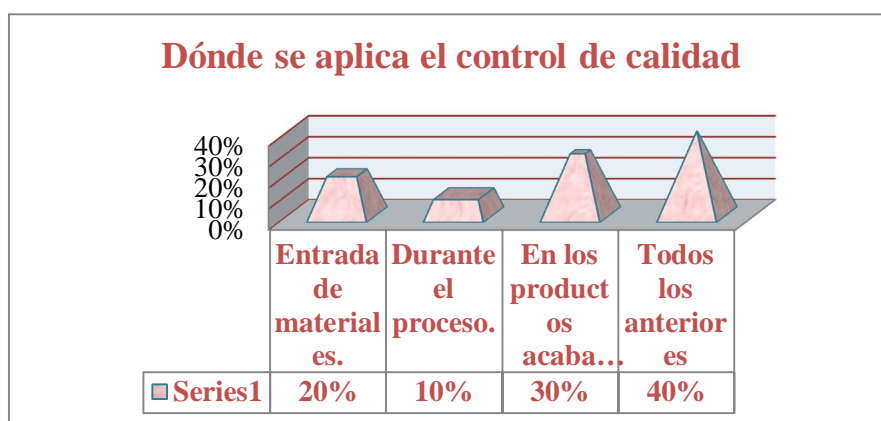 Dónde se aplica el control de calidad
40%
30%
20%
10%
0%
Entrada
de
material
es.
Durante
el
proceso.
En los
product
os
acaba…
Todos
los
anterior
es
Series1 20% 10% 30% 40%